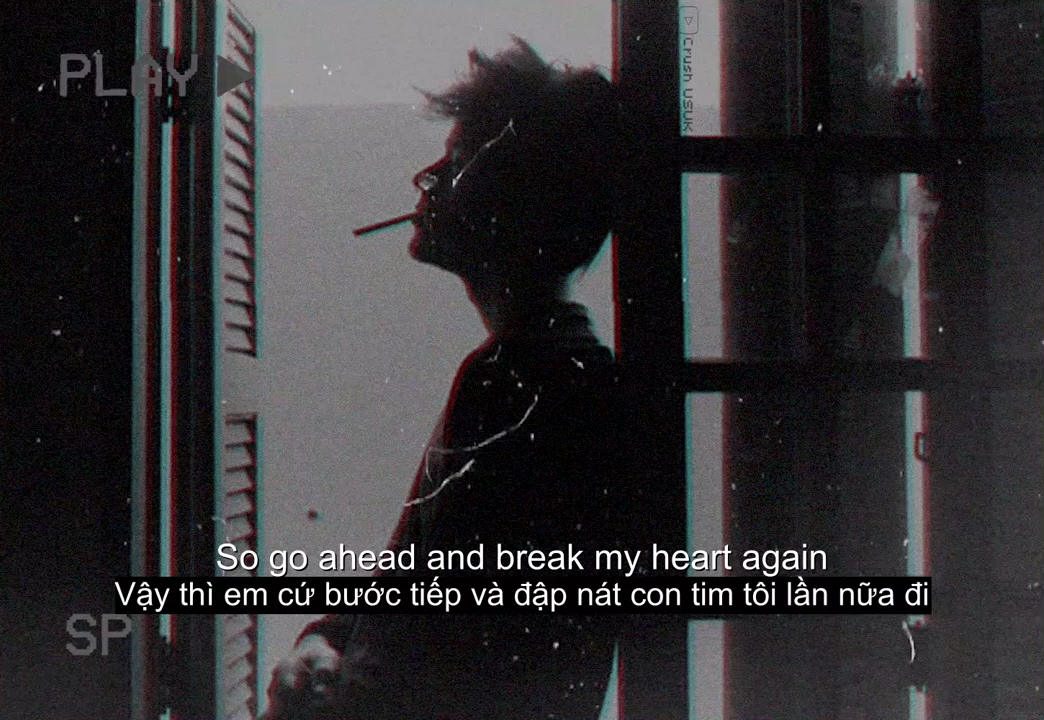 PLAY
Crush USUK
So go ahead and break my heart again
Vậy thì em cứ bước tiếp và đập nát con tim tôi lần nữa đi
SP